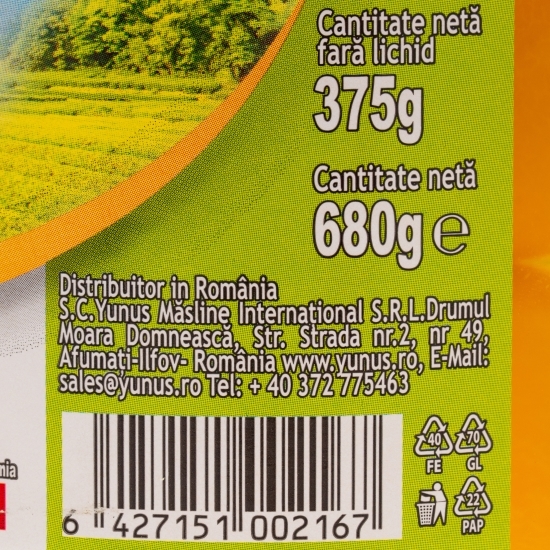 Cantitate netă
fară lichid
375g
Cantitate netă
680g ℮
Distribuitor in România
S.C.Yunus Măsline International S.R.L.Drumul
Moara Domnească, Str. Strada nr.2, nr 49,
Afumați-Ilfov- România www.yunus.ro, E-Mail:
sales@yunus.ro Tel: + 40 372 775463
40
FE
70
GL
22
PAP
6 427151 002167